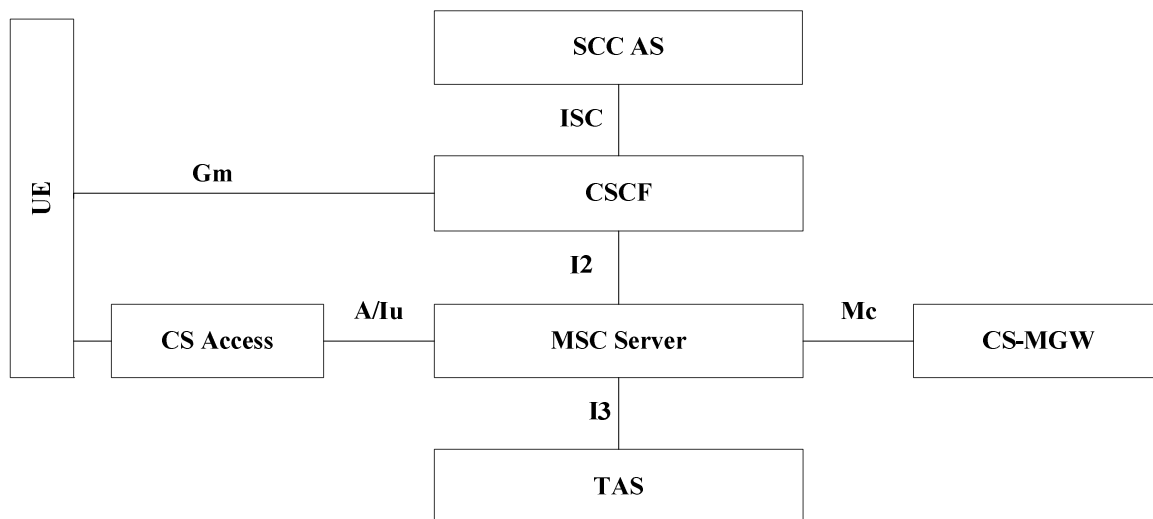 SCC AS
ISC
UE
Gm
CSCF
I2
CS Access
A/Iu
MSC Server
Mc
CS-MGW
I3
TAS